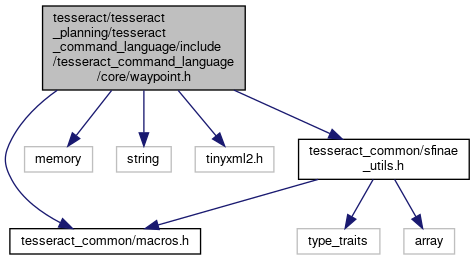 tesseract/tesseract
_planning/tesseract
_command_language/include
/tesseract_command_language
/core/waypoint.h
memory
string
tinyxml2.h
tesseract_common/sfinae
_utils.h
tesseract_common/macros.h
type_traits
array